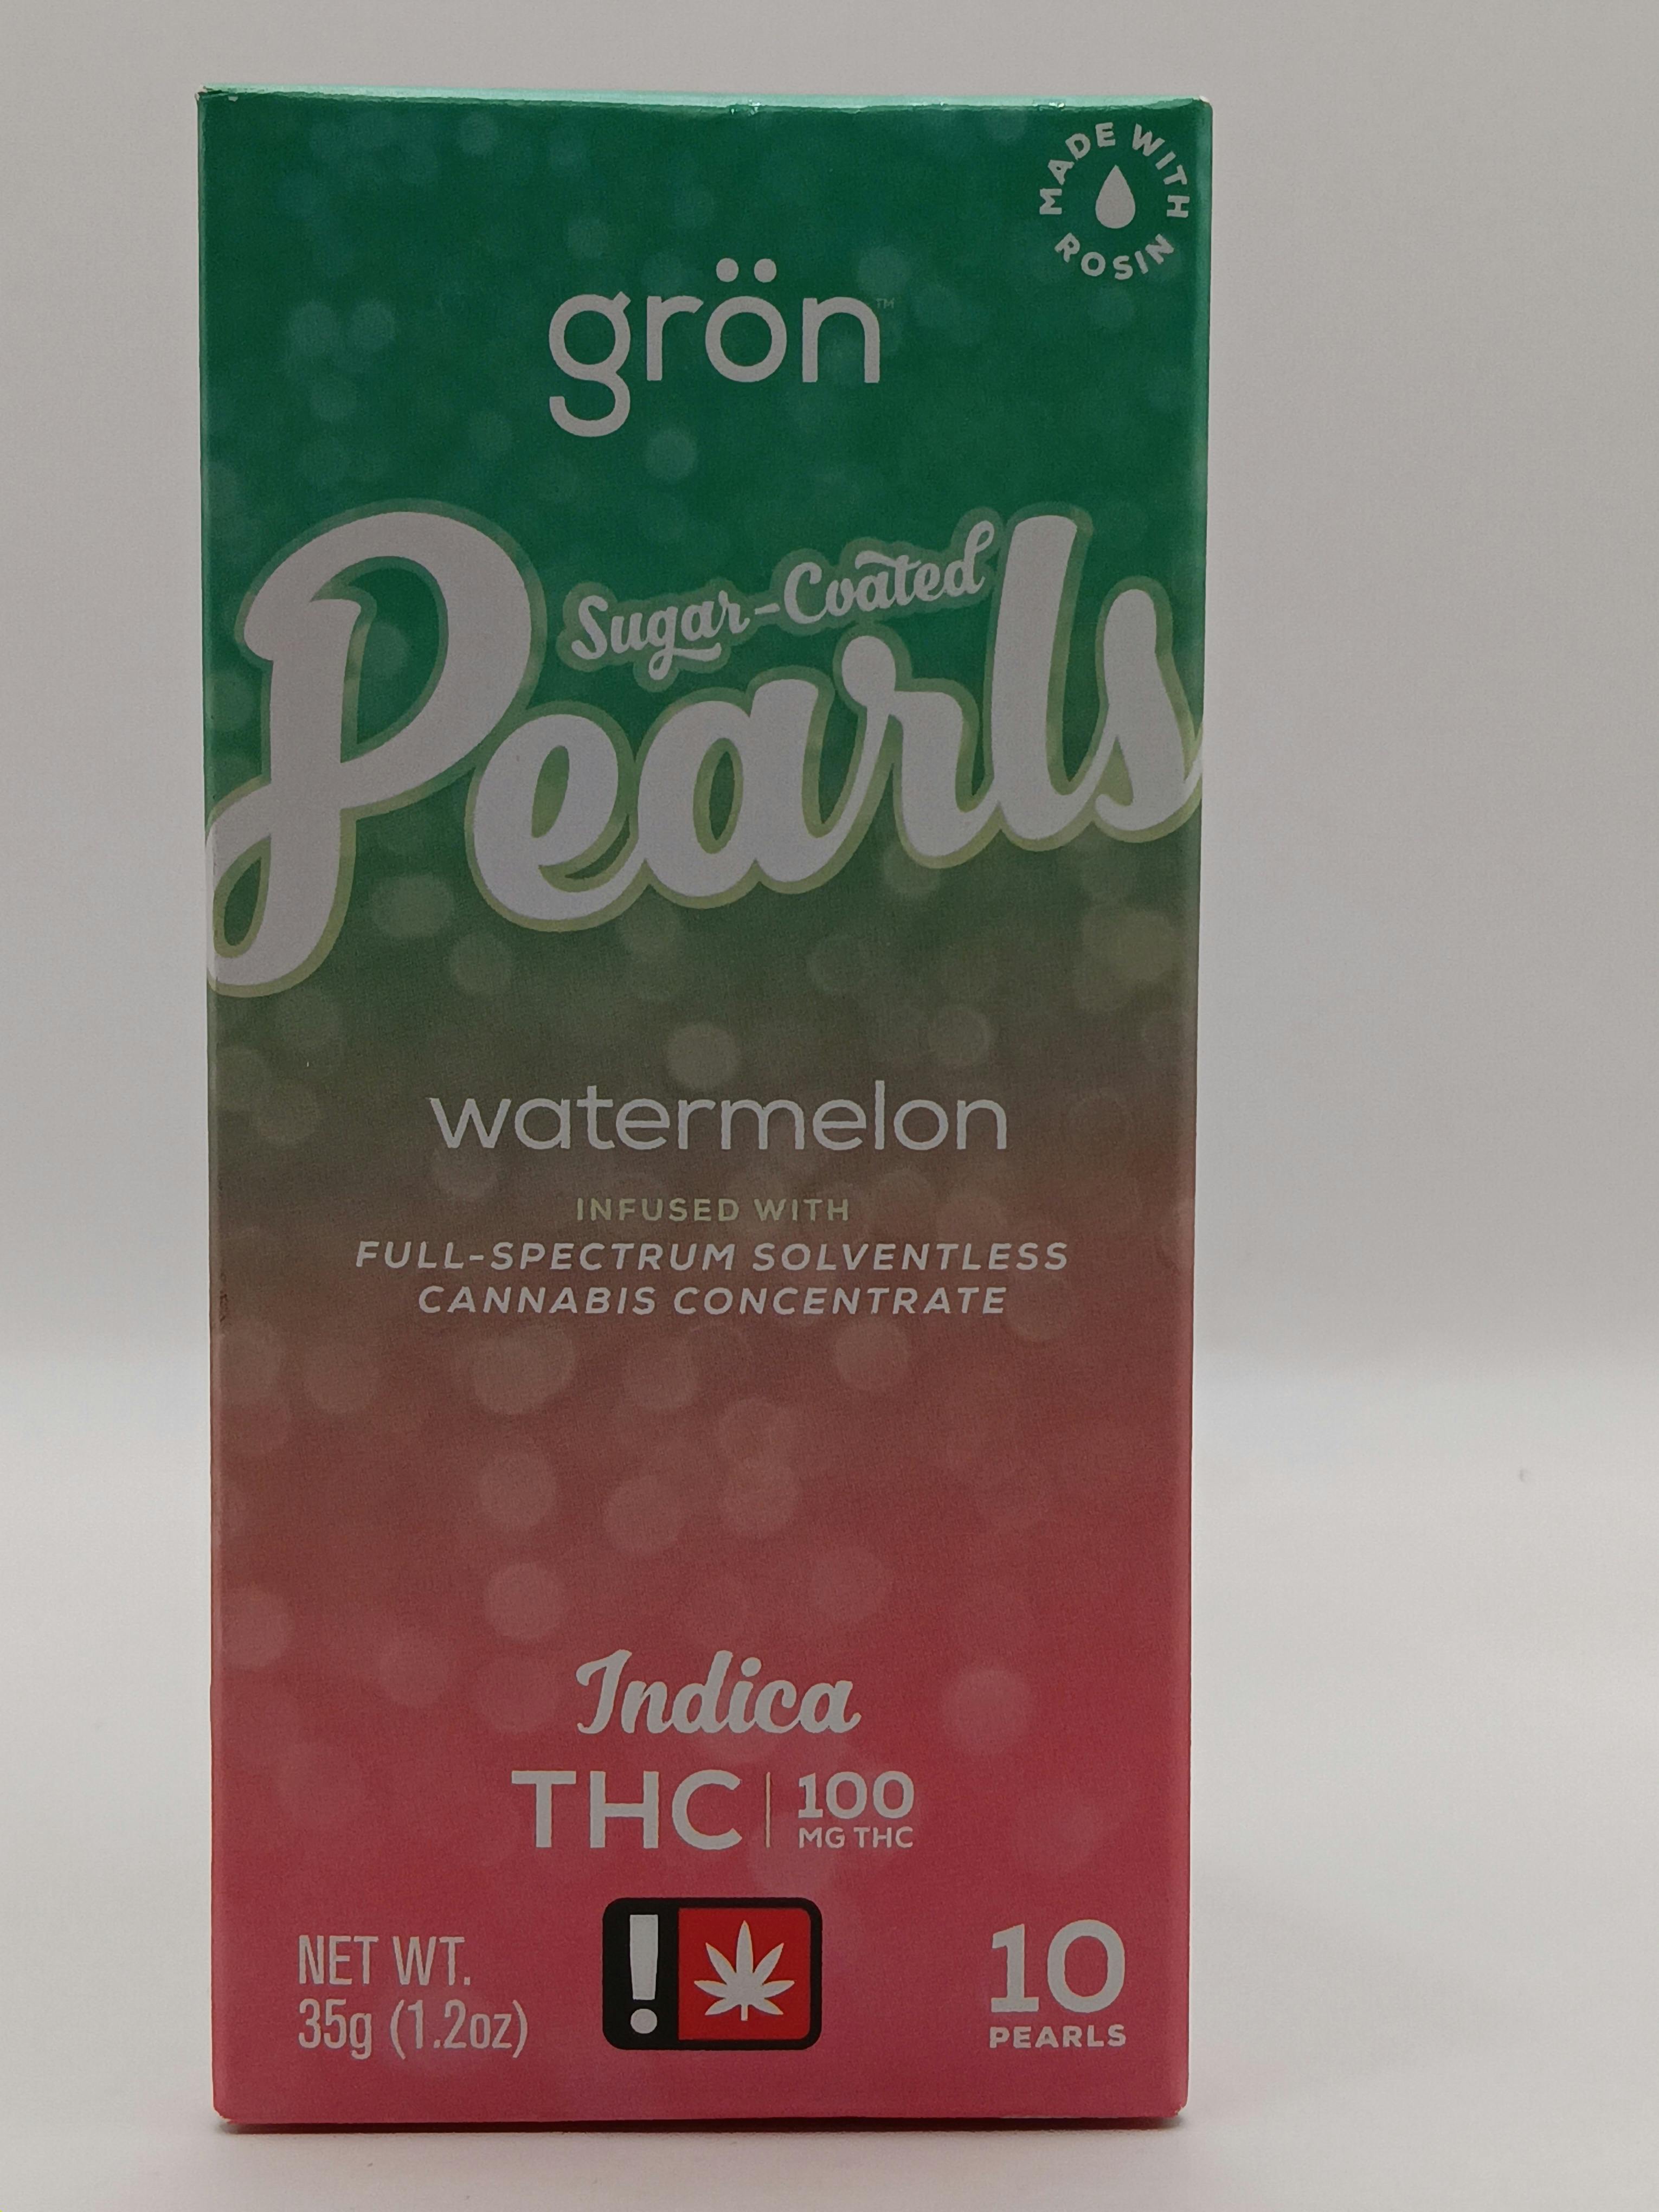 MADE WITH
ROSIN
grön™
Sugar-Coated
Pearls
watermelon
INFUSED WITH
FULL-SPECTRUM SOLVENTLESS
CANNABIS CONCENTRATE
Indica
THC | 100
MG THC
NET WT.
35g (1.2oz)
!
10
PEARLS